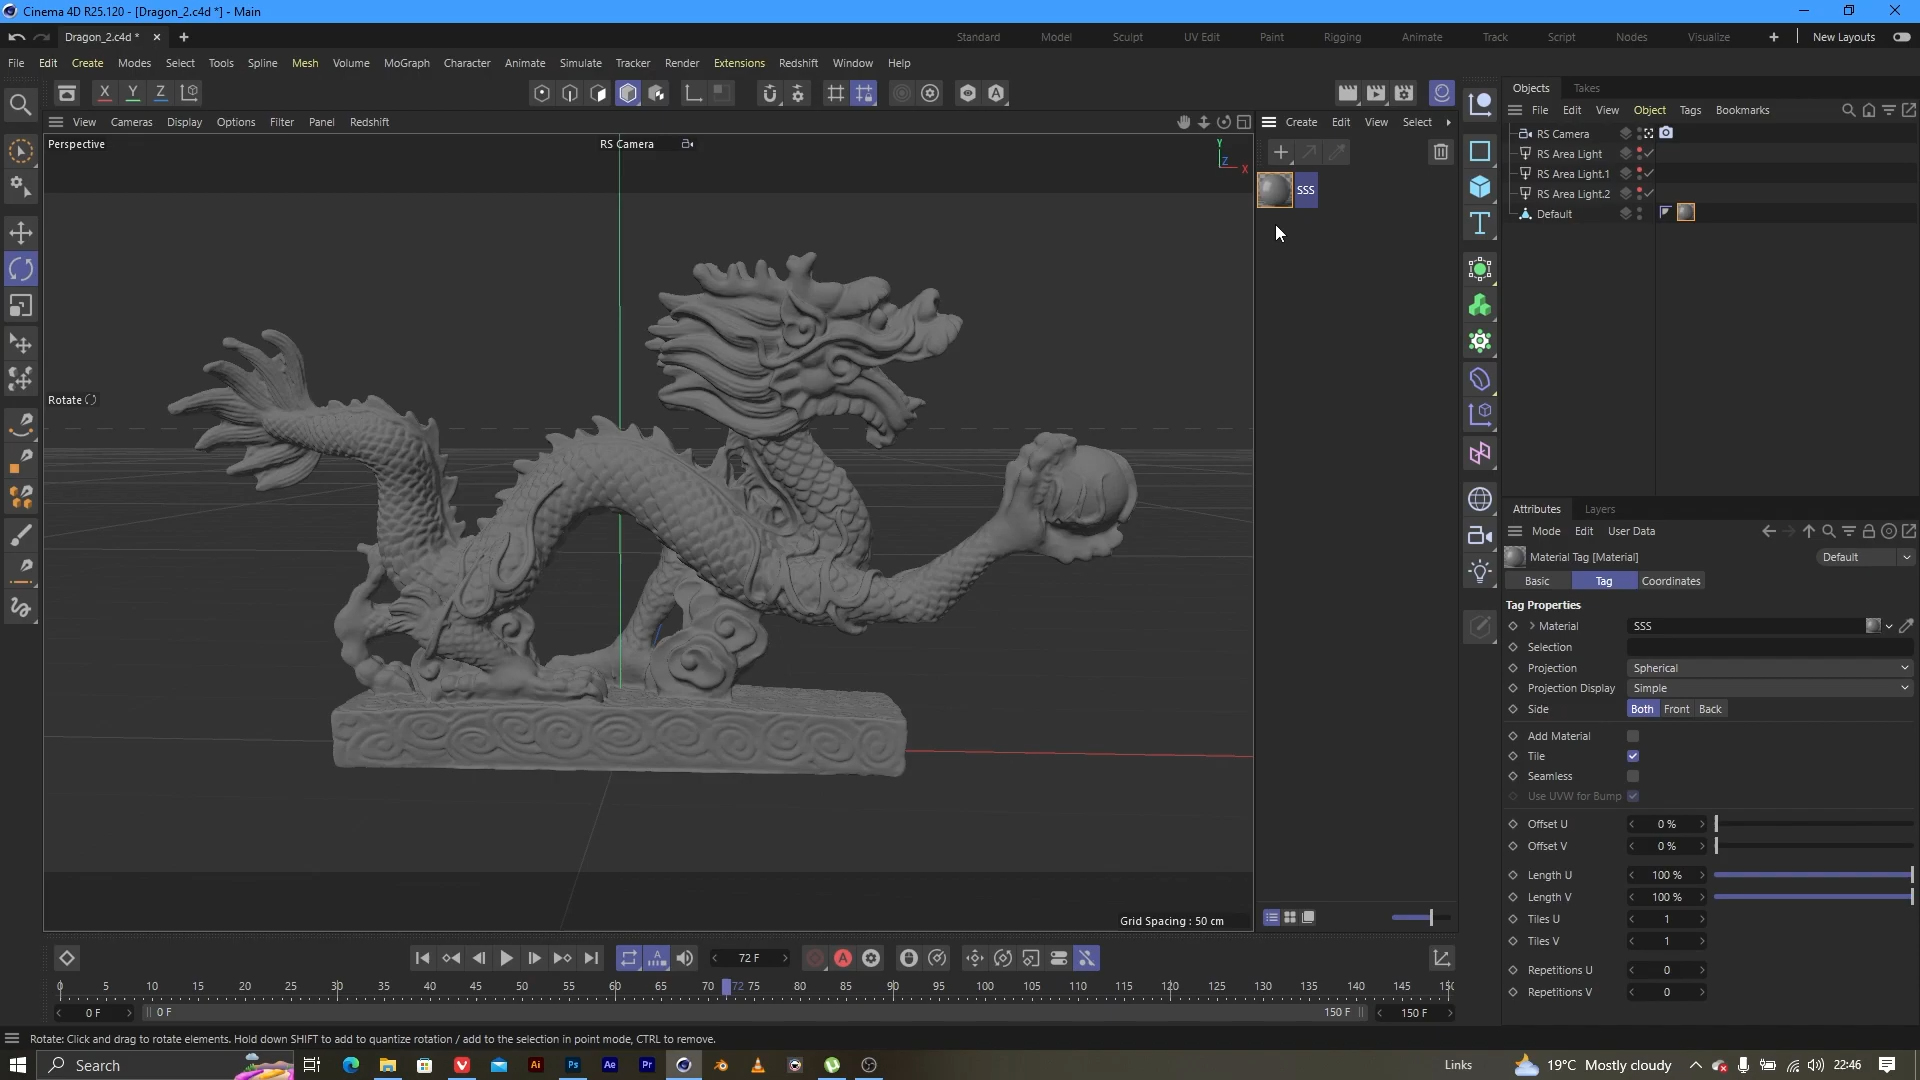 Cinema 4D R25.120 - [Dragon_2.c4d *] - Main
Dragon_2.c4d *
Standard Model Sculpt UV Edit Paint Rigging Animate Track Script Nodes Visualize New Layouts
File Edit Create Modes Select Tools Spline Mesh Volume MoGraph Character Animate Simulate Tracker Render Extensions Redshift Window Help
X Y Z
View Cameras Display Options Filter Panel Redshift
Perspective
RS Camera
Y
Z
X
Rotate
Grid Spacing : 50 cm
Create Edit View Select
SSS
Objects Takes
File Edit View Object Tags Bookmarks
RS Camera
RS Area Light
RS Area Light.1
RS Area Light.2
Default
Attributes Layers
Mode Edit User Data
Material Tag [Material]
Default
Basic Tag Coordinates
Tag Properties
Material SSS
Selection
Projection Spherical
Projection Display Simple
Side Both Front Back
Add Material
Tile
Seamless
Use UVW for Bump
Offset U 0 %
Offset V 0 %
Length U 100 %
Length V 100 %
Tiles U 1
Tiles V 1
Repetitions U 0
Repetitions V 0
72 F
0 5 10 15 20 25 30 35 40 45 50 55 60 65 70 72 75 80 85 90 95 100 105 110 115 120 125 130 135 140 145 150
0 F 0 F 150 F 150 F
Rotate: Click and drag to rotate elements. Hold down SHIFT to add to quantize rotation / add to the selection in point mode, CTRL to remove.
Search
Ai Ps Ae Pr
Links
19°C Mostly cloudy
22:46